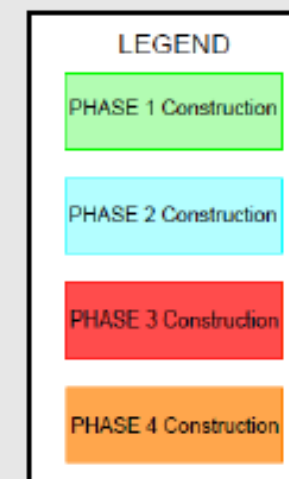 LEGEND
PHASE 1 Construction
PHASE 2 Construction
PHASE 3 Construction
PHASE 4 Construction